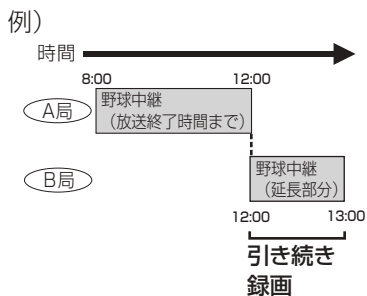 例）
時間
8:00 12:00
A局
野球中継
（放送終了時間まで）
B局
野球中継
（延長部分）
12:00 13:00
引き続き
録画